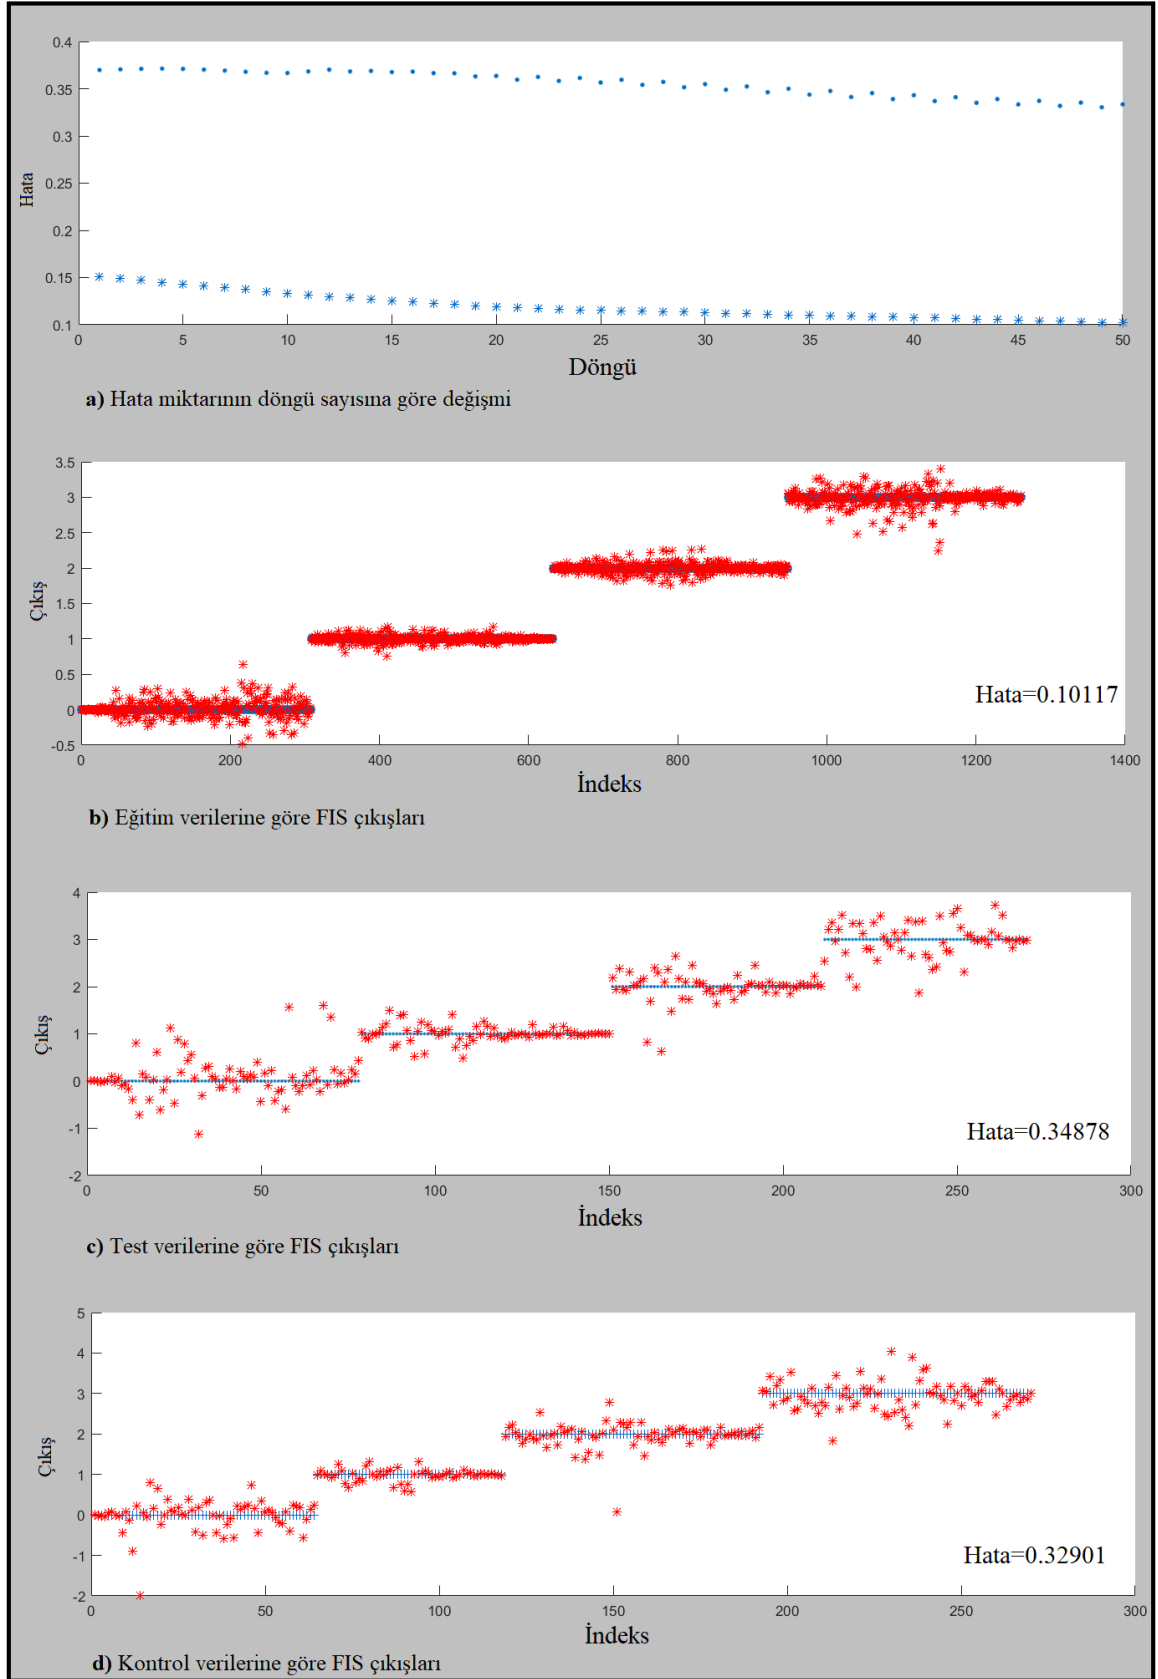 0.4
0.35
0.3
0.25
0.2
0.15
0.1
Hata
0 5 10 15 20 25 30 35 40 45 50
Döngü
a) Hata miktarının döngü sayısına göre değişmi
3.5
3
2.5
2
1.5
1
0.5
0
-0.5
Çıkış
Hata=0.10117
0 200 400 600 800 1000 1200 1400
İndeks
b) Eğitim verilerine göre FIS çıkışları
4
3
2
1
0
-1
-2
Çıkış
Hata=0.34878
0 50 100 150 200 250 300
İndeks
c) Test verilerine göre FIS çıkışları
5
4
3
2
1
0
-1
-2
Çıkış
Hata=0.32901
0 50 100 150 200 250 300
İndeks
d) Kontrol verilerine göre FIS çıkışları